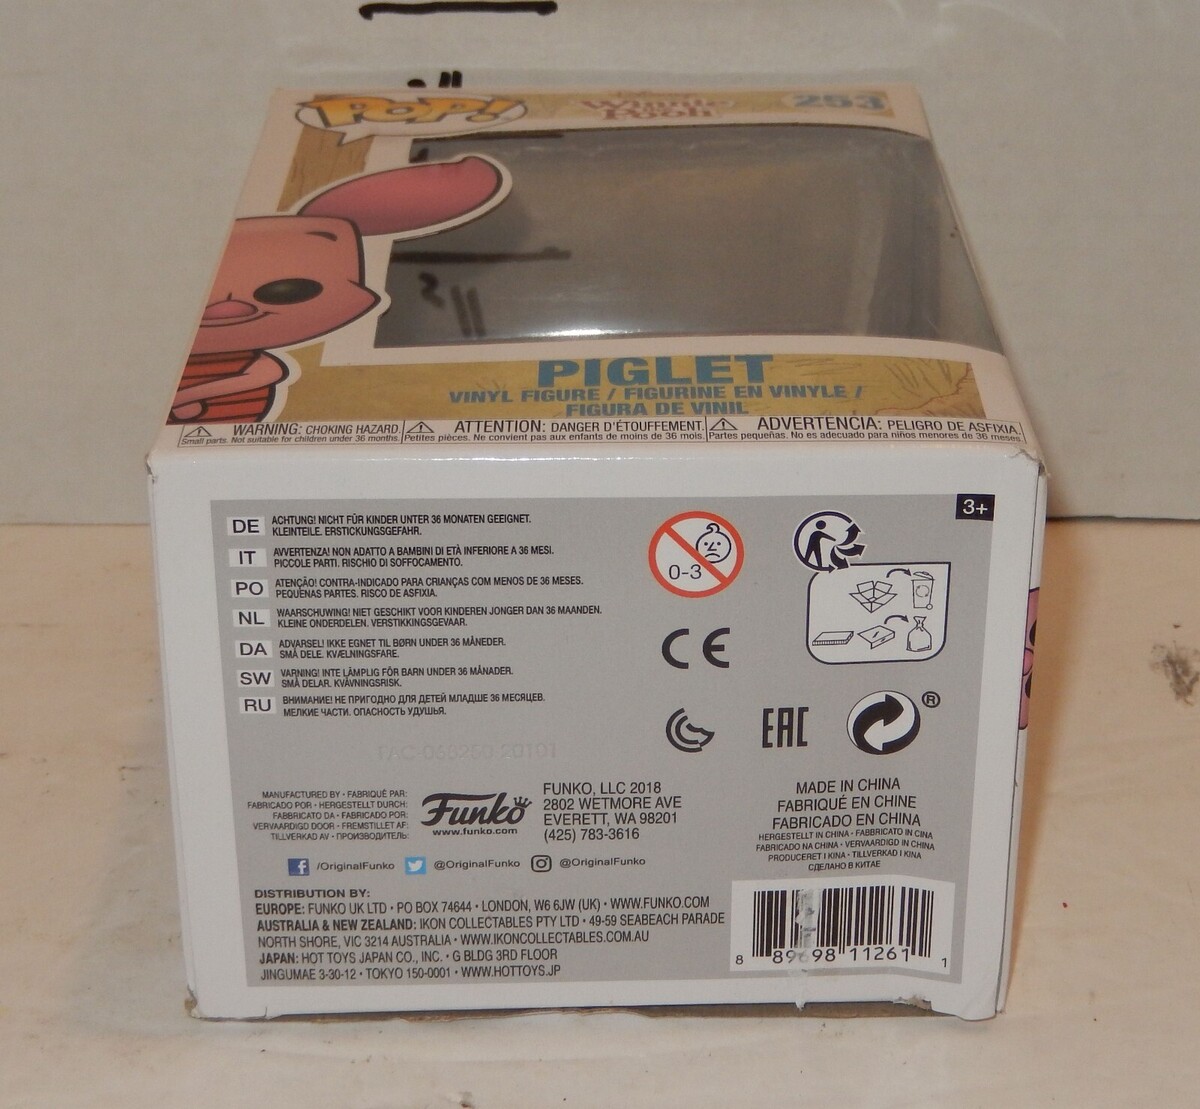 POP!
Winnie
Pooh
253
PIGLET
VINYL FIGURE / FIGURINE EN VINYLE /
FIGURA DE VINIL
WARNING: CHOKING HAZARD.
Small parts. Not suitable for children under 36 months.
ATTENTION: DANGER D'ÉTOUFFEMENT.
Petites pièces. Ne convient pas aux enfants de moins de 36 mois.
ADVERTENCIA: PELIGRO DE ASFIXIA.
Partes pequeñas. No es adecuado para niños menores de 36 meses
3+
DE ACHTUNG! NICHT FÜR KINDER UNTER 36 MONATEN GEEIGNET.
KLEINTEILE. ERSTICKUNGSGEFAHR.
IT AVVERTENZA! NON ADATTO A BAMBINI DI ETÀ INFERIORE A 36 MESI.
PICCOLE PARTI. RISCHIO DI SOFFOCAMENTO.
PO ATENÇÃO! CONTRA-INDICADO PARA CRIANÇAS COM MENOS DE 36 MESES.
PEQUENAS PARTES. RISCO DE ASFIXIA.
NL WAARSCHUWING! NIET GESCHIKT VOOR KINDEREN JONGER DAN 36 MAANDEN.
KLEINE ONDERDELEN. VERSTIKKINGSGEVAAR.
DA ADVARSEL! IKKE EGNET TIL BØRN UNDER 36 MÅNEDER.
SMÅ DELE. KVÆLNINGSFARE.
SW VARNING! INTE LÄMPLIG FÖR BARN UNDER 36 MÅNADER.
SMÅ DELAR. KVÄVNINGSRISK.
RU ВНИМАНИЕ! НЕ ПРИГОДНО ДЛЯ ДЕТЕЙ МЛАДШЕ 36 МЕСЯЦЕВ.
МЕЛКИЕ ЧАСТИ. ОПАСНОСТЬ УДУШЬЯ.
0-3
CE
EAC
®
20101
MANUFACTURED BY • FABRIQUÉ PAR:
FABRICADO POR • HERGESTELLT DURCH:
FABBRICATO DA • FABRICADO POR:
VERVAARDIGD DOOR • FREMSTILLET AF:
TILLVERKAD AV • ПРОИЗВОДИТЕЛЬ:
Funko
www.funko.com
FUNKO, LLC 2018
2802 WETMORE AVE
EVERETT, WA 98201
(425) 783-3616
MADE IN CHINA
FABRIQUÉ EN CHINE
FABRICADO EN CHINA
HERGESTELLT IN CHINA • FABBRICATO IN CINA
FABRICADO NA CHINA • VERVAARDIGD IN CHINA
PRODUCERET I KINA • TILLVERKAD I KINA
СДЕЛАНО В КИТАЕ
/OriginalFunko @OriginalFunko @OriginalFunko
DISTRIBUTION BY:
EUROPE: FUNKO UK LTD • PO BOX 74644 • LONDON, W6 6JW (UK) • WWW.FUNKO.COM
AUSTRALIA & NEW ZEALAND: IKON COLLECTABLES PTY LTD • 49-59 SEABEACH PARADE
NORTH SHORE, VIC 3214 AUSTRALIA • WWW.IKONCOLLECTABLES.COM.AU
JAPAN: HOT TOYS JAPAN CO., INC. • G BLDG 3RD FLOOR
JINGUMAE 3-30-12 • TOKYO 150-0001 • WWW.HOTTOYS.JP
8 89698 11261 1